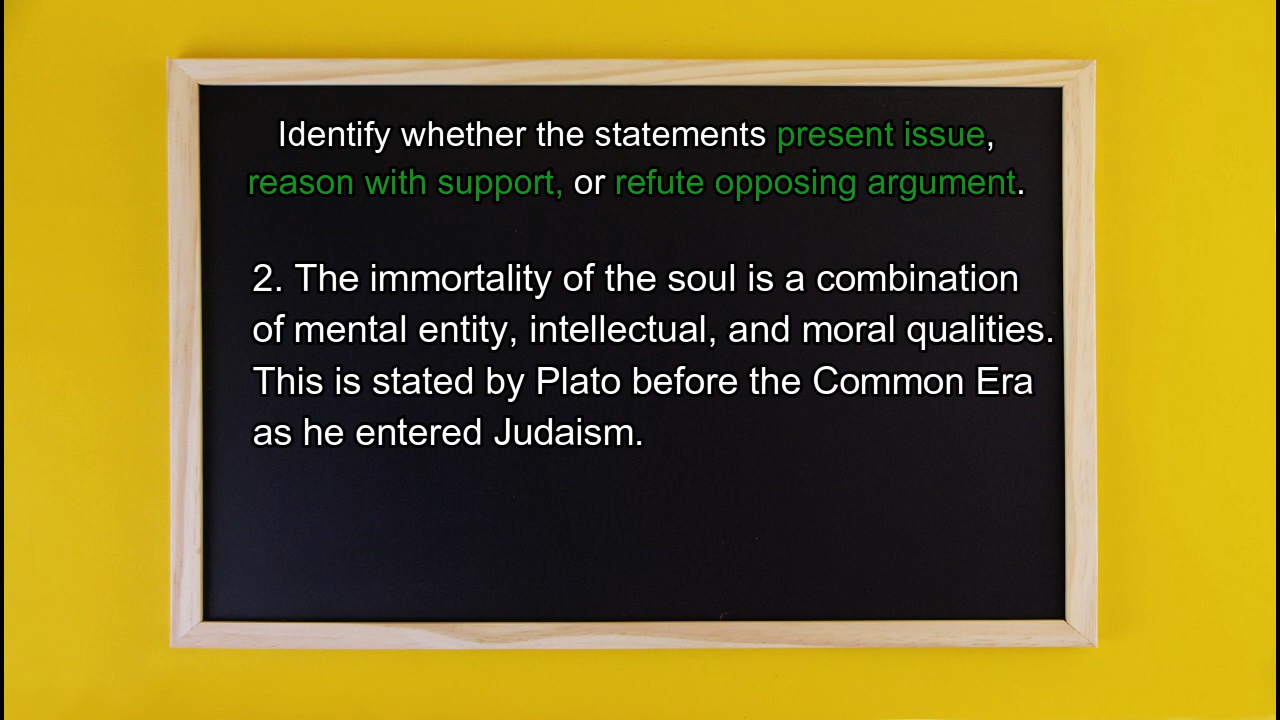 Identify whether the statements present issue,
reason with support, or refute opposing argument.
2. The immortality of the soul is a combination
of mental entity, intellectual, and moral qualities.
This is stated by Plato before the Common Era
as he entered Judaism.